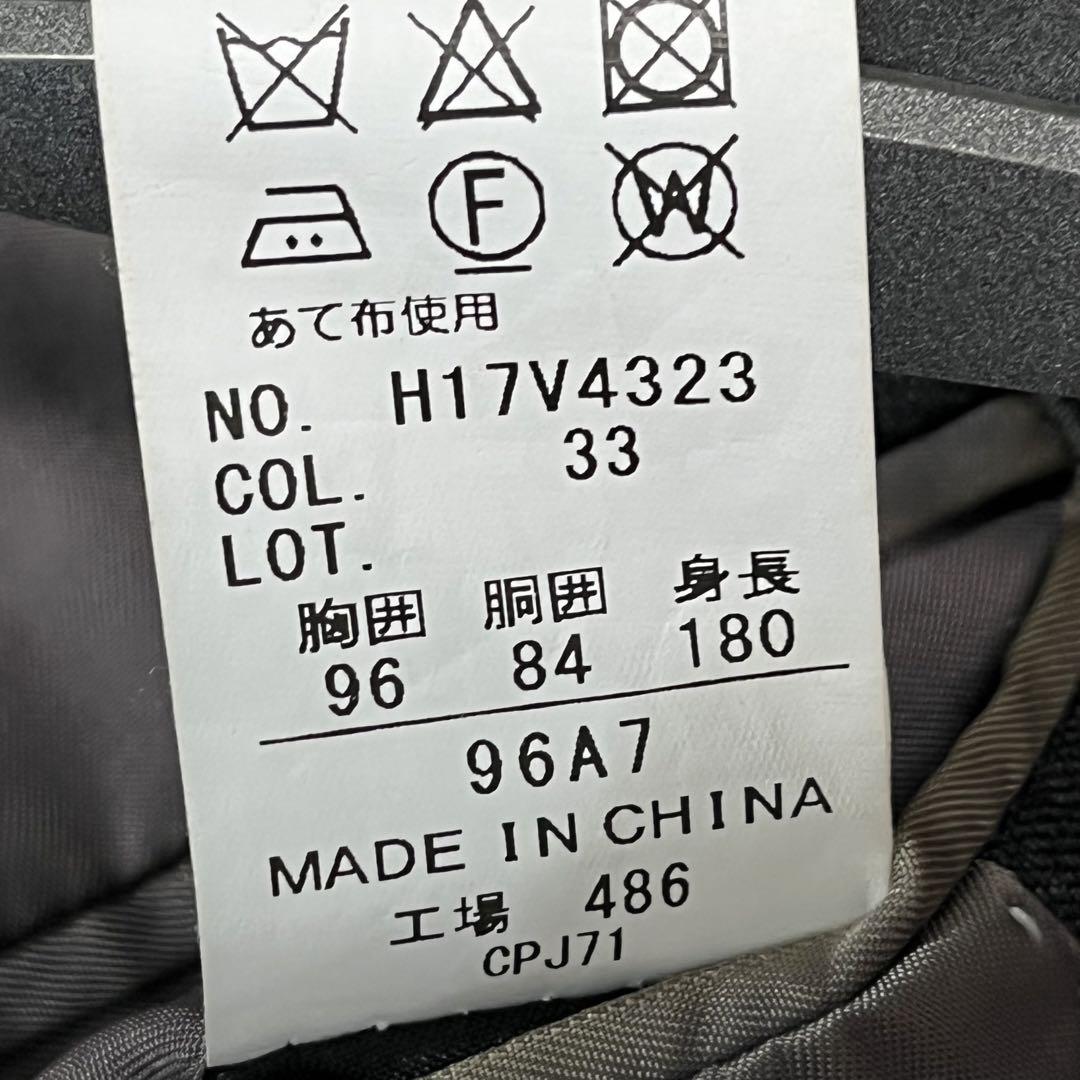 F W
あて布使用
NO. H17V4323
COL. 33
LOT.
胸囲 胴囲 身長
96 84 180
96A7
MADE IN CHINA
工場 486
CPJ71